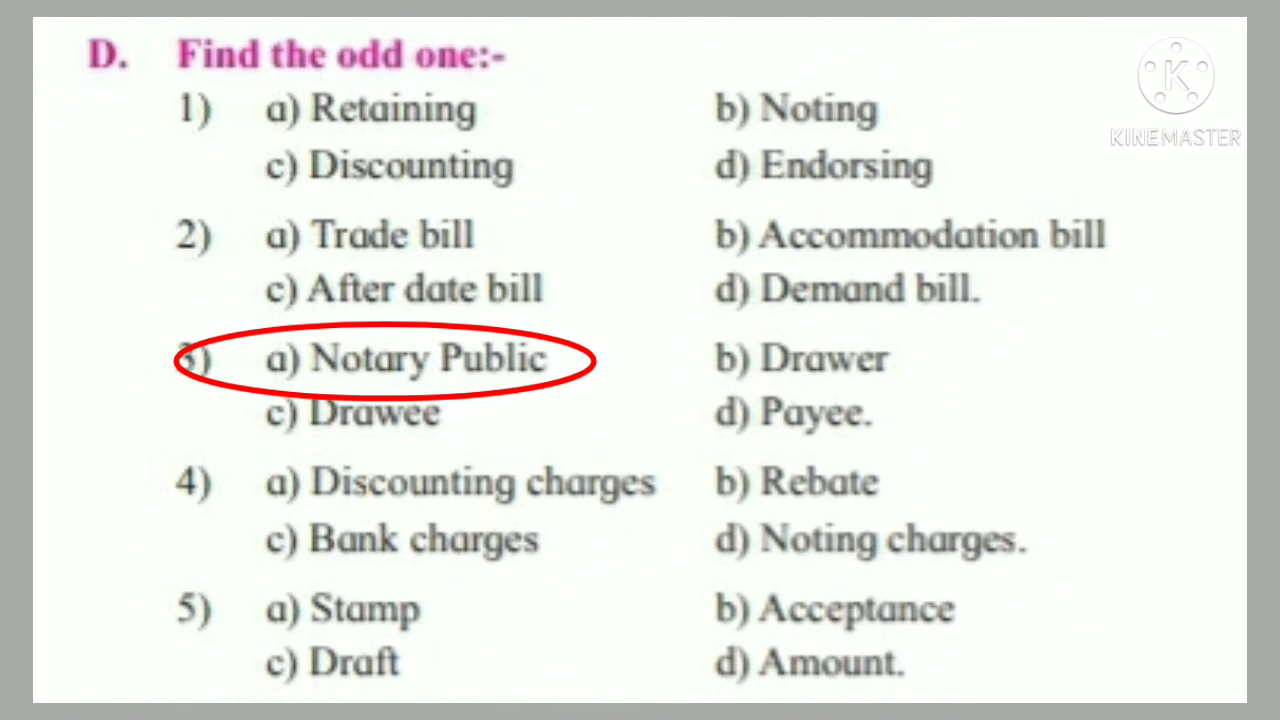 D. Find the odd one:-
1) a) Retaining b) Noting
c) Discounting d) Endorsing
2) a) Trade bill b) Accommodation bill
c) After date bill d) Demand bill.
3) a) Notary Public b) Drawer
c) Drawee d) Payee.
4) a) Discounting charges b) Rebate
c) Bank charges d) Noting charges.
5) a) Stamp b) Acceptance
c) Draft d) Amount.
K
KINEMASTER